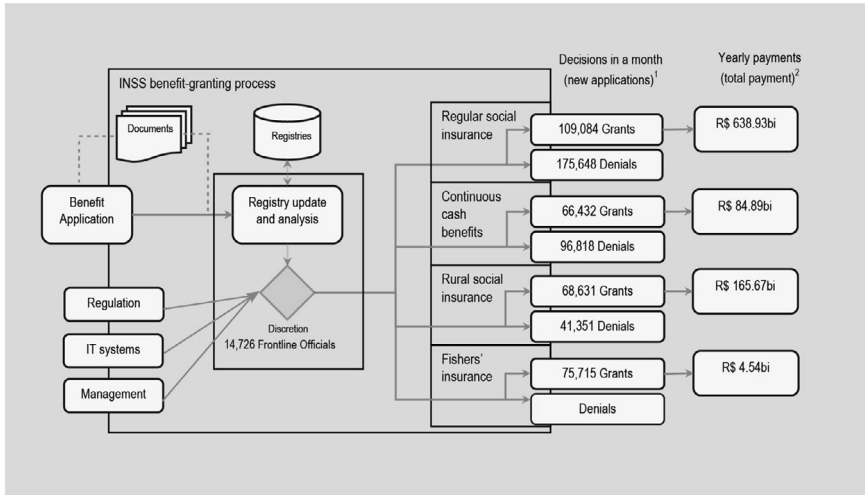 Decisions in a month
(new applications)1
Yearly payments
(total payment)2
INSS benefit-granting process
Documents
Registries
Benefit
Application
Registry update
and analysis
Regulation
IT systems
Management
Discretion
14,726 Frontline Officials
Regular social
insurance
109,084 Grants
R$ 638.93bi
175,648 Denials
Continuous
cash
benefits
66,432 Grants
R$ 84.89bi
96,818 Denials
Rural social
insurance
68,631 Grants
R$ 165.67bi
41,351 Denials
Fishers'
insurance
75,715 Grants
R$ 4.54bi
Denials